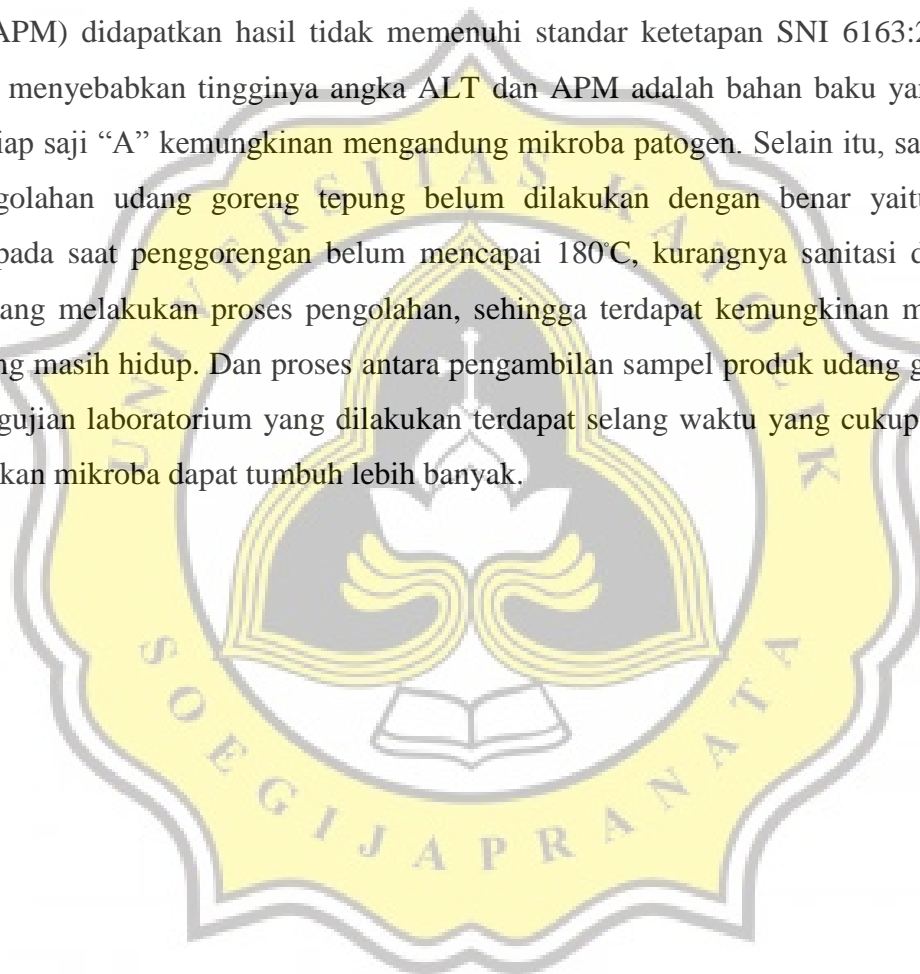 APM) didapatkan hasil tidak memenuhi standar ketetapan SNI 6163:2
menyebabkan tingginya angka ALT dan APM adalah bahan baku ya
iap saji “A” kemungkinan mengandung mikroba patogen. Selain itu, sa
golahan udang goreng tepung belum dilakukan dengan benar yait
pada saat penggorengan belum mencapai 180°C, kurangnya sanitasi d
ang melakukan proses pengolahan, sehingga terdapat kemungkinan m
ng masih hidup. Dan proses antara pengambilan sampel produk udang g
gujian laboratorium yang dilakukan terdapat selang waktu yang cukup
kan mikroba dapat tumbuh lebih banyak.
UNIVERSITAS KATOLIK
SOEGIJAPRANATA